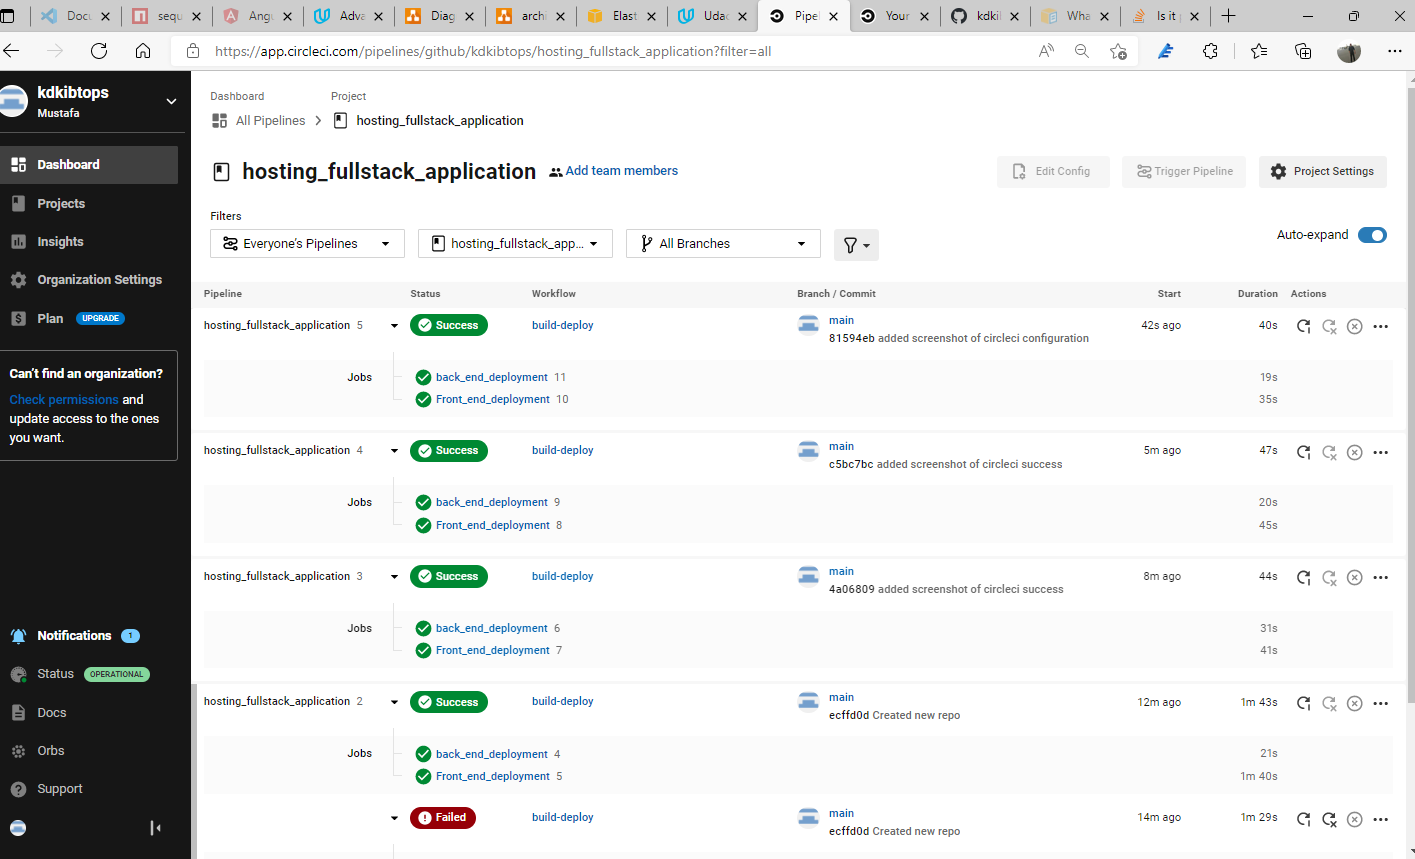 Docu
sequ
Angu
Adva
Diag
archi
Elast
Udac
Pipel
Your
kdkil
Wha
Is it p
https://app.circleci.com/pipelines/github/kdkibtops/hosting_fullstack_application?filter=all
kdkibtops
Mustafa
Dashboard
Projects
Insights
Organization Settings
Plan UPGRADE
Can't find an organization?
Check permissions and
update access to the ones
you want.
Notifications 1
Status OPERATIONAL
Docs
Orbs
Support
Dashboard Project
All Pipelines hosting_fullstack_application
hosting_fullstack_application Add team members
Edit Config Trigger Pipeline Project Settings
Filters
Everyone's Pipelines hosting_fullstack_app... All Branches
Auto-expand
Pipeline Status Workflow Branch / Commit Start Duration Actions
hosting_fullstack_application 5 Success build-deploy main 42s ago 40s
81594eb added screenshot of circleci configuration
Jobs back_end_deployment 11 19s
Front_end_deployment 10 35s
hosting_fullstack_application 4 Success build-deploy main 5m ago 47s
c5bc7bc added screenshot of circleci success
Jobs back_end_deployment 9 20s
Front_end_deployment 8 45s
hosting_fullstack_application 3 Success build-deploy main 8m ago 44s
4a06809 added screenshot of circleci success
Jobs back_end_deployment 6 31s
Front_end_deployment 7 41s
hosting_fullstack_application 2 Success build-deploy main 12m ago 1m 43s
ecffd0d Created new repo
Jobs back_end_deployment 4 21s
Front_end_deployment 5 1m 40s
Failed build-deploy main 14m ago 1m 29s
ecffd0d Created new repo